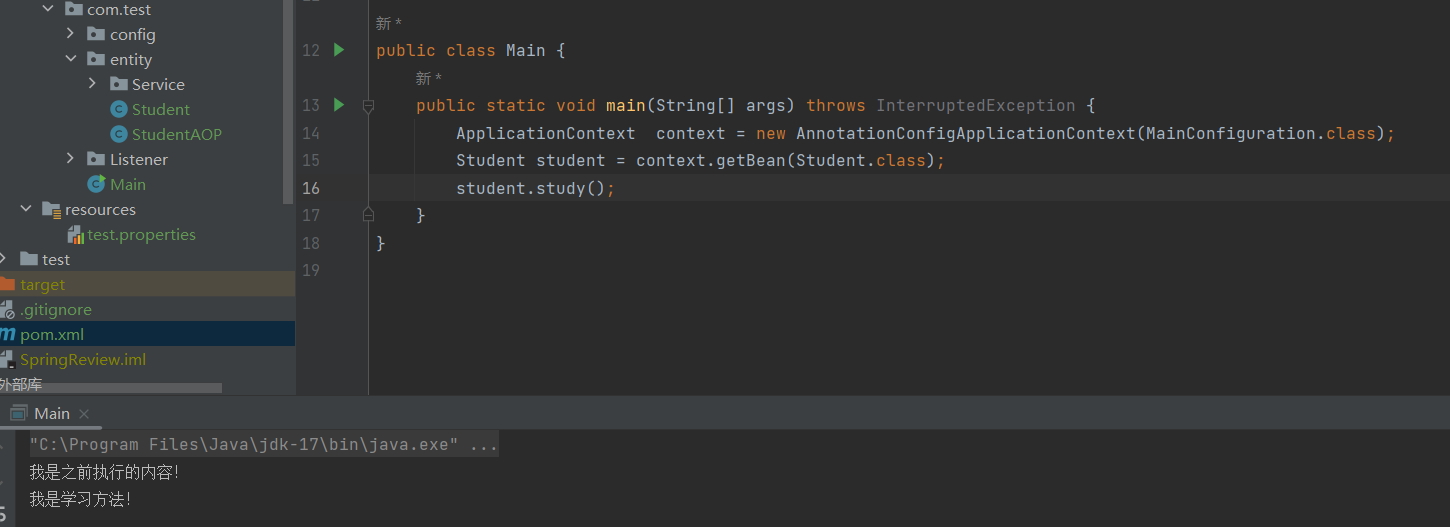 com.test
config
entity
Service
Student
StudentAOP
Listener
Main
resources
test.properties
test
target
.gitignore
pom.xml
SpringReview.iml
外部库
新 *
12 public class Main {
新 *
13 public static void main(String[] args) throws InterruptedException {
14 ApplicationContext  context = new AnnotationConfigApplicationContext(MainConfiguration.class);
15 Student student = context.getBean(Student.class);
16 student.study();
17 }
18 }
19
Main
"C:\Program Files\Java\jdk-17\bin\java.exe" ...
我是之前执行的内容!
我是学习方法!